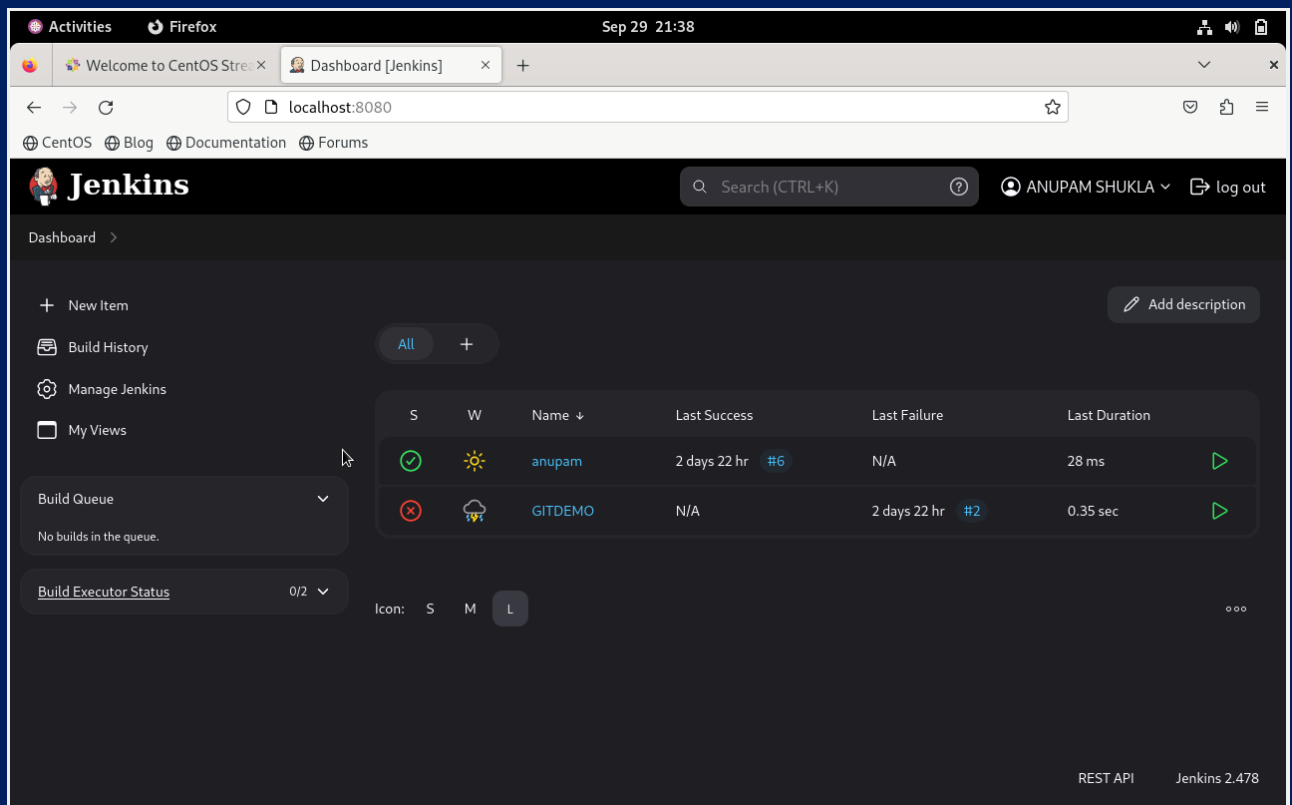 Activities Firefox Sep 29 21:38
Welcome to CentOS Strea Dashboard [Jenkins]
localhost:8080
CentOS Blog Documentation Forums
Jenkins Search (CTRL+K) ANUPAM SHUKLA log out
Dashboard
New Item
Add description
Build History
All +
Manage Jenkins
My Views
S W Name ↓ Last Success Last Failure Last Duration
anupam 2 days 22 hr #6 N/A 28 ms
GITDEMO N/A 2 days 22 hr #2 0.35 sec
Build Queue
No builds in the queue.
Build Executor Status 0/2
Icon: S M L
REST API Jenkins 2.478